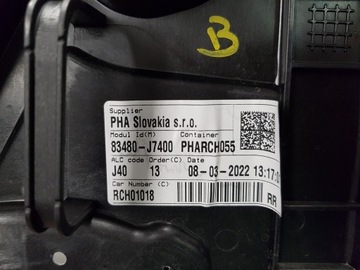 B
Supplier
PHA Slovakia s.r.o.
Modul Id(M) Container
83480-J7400 PHARCH055
ALC code Order(C) Date
J40 13 08-03-2022 13:17:0
Car Number (C)
RCH01018
RR